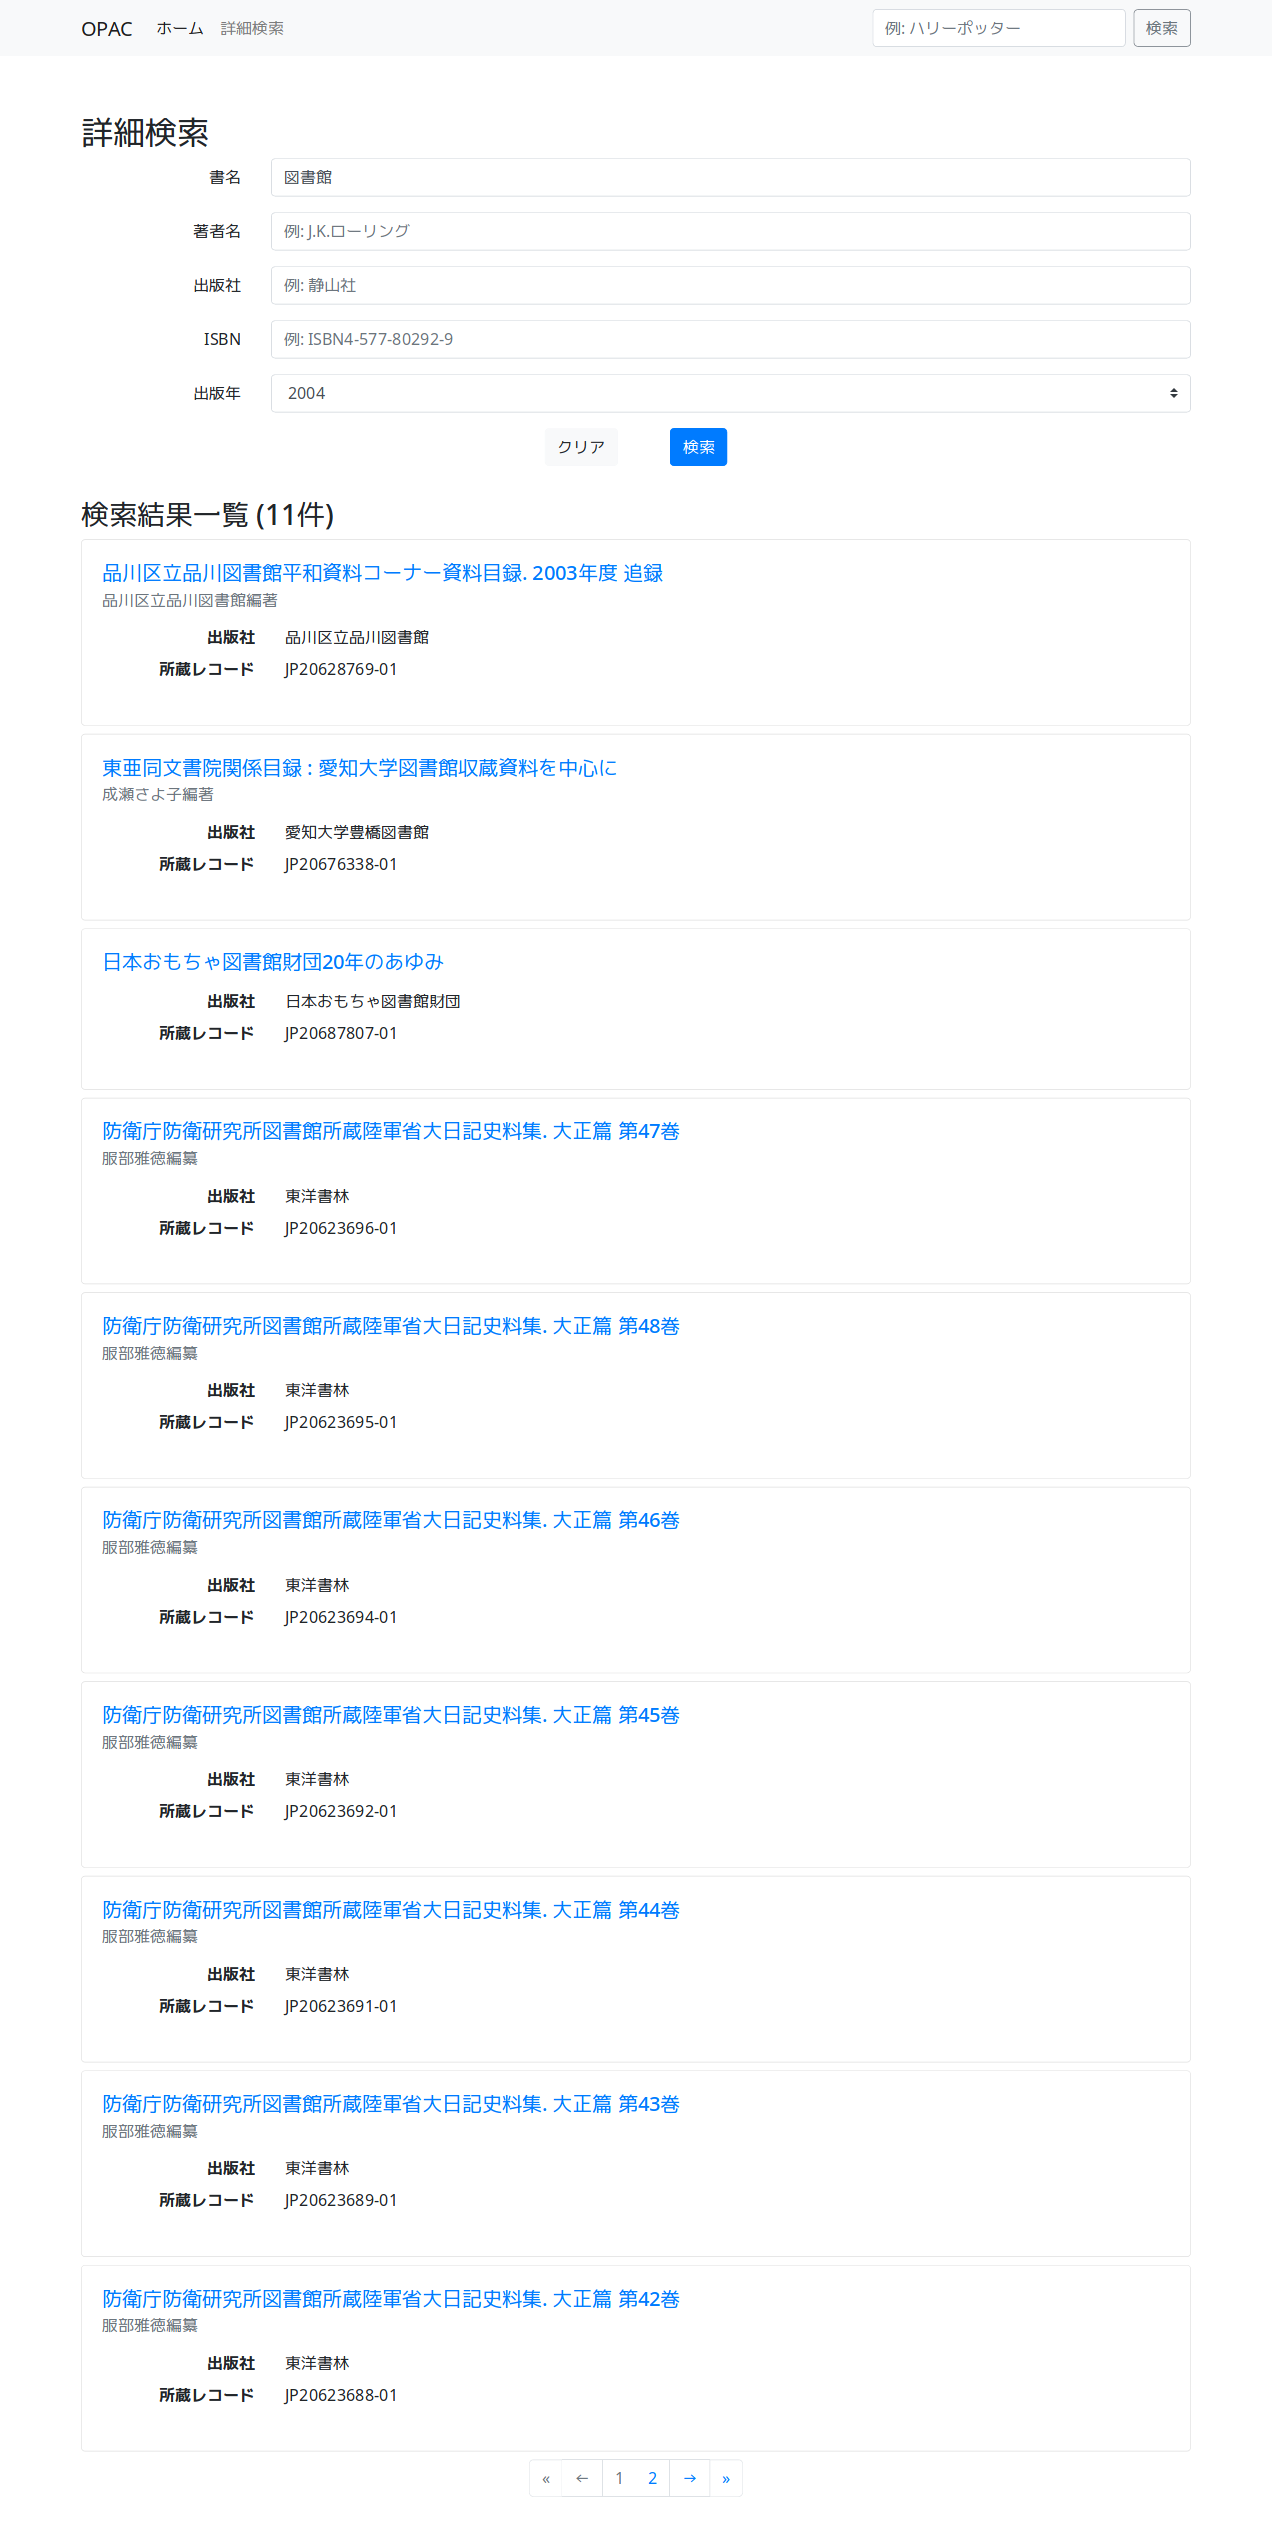 OPAC ホーム 詳細検索 例: ハリーポッター 検索
詳細検索
書名 図書館
著者名 例: J.K.ローリング
出版社 例: 静山社
ISBN 例: ISBN4-577-80292-9
出版年 2004
クリア 検索
検索結果一覧 (11件)
品川区立品川図書館平和資料コーナー資料目録. 2003年度 追録
品川区立品川図書館編著
出版社 品川区立品川図書館
所蔵レコード JP20628769-01
東亜同文書院関係目録 : 愛知大学図書館収蔵資料を中心に
成瀬さよ子編著
出版社 愛知大学豊橋図書館
所蔵レコード JP20676338-01
日本おもちゃ図書館財団20年のあゆみ
出版社 日本おもちゃ図書館財団
所蔵レコード JP20687807-01
防衛庁防衛研究所図書館所蔵陸軍省大日記史料集. 大正篇 第47巻
服部雅徳編纂
出版社 東洋書林
所蔵レコード JP20623696-01
防衛庁防衛研究所図書館所蔵陸軍省大日記史料集. 大正篇 第48巻
服部雅徳編纂
出版社 東洋書林
所蔵レコード JP20623695-01
防衛庁防衛研究所図書館所蔵陸軍省大日記史料集. 大正篇 第46巻
服部雅徳編纂
出版社 東洋書林
所蔵レコード JP20623694-01
防衛庁防衛研究所図書館所蔵陸軍省大日記史料集. 大正篇 第45巻
服部雅徳編纂
出版社 東洋書林
所蔵レコード JP20623692-01
防衛庁防衛研究所図書館所蔵陸軍省大日記史料集. 大正篇 第44巻
服部雅徳編纂
出版社 東洋書林
所蔵レコード JP20623691-01
防衛庁防衛研究所図書館所蔵陸軍省大日記史料集. 大正篇 第43巻
服部雅徳編纂
出版社 東洋書林
所蔵レコード JP20623689-01
防衛庁防衛研究所図書館所蔵陸軍省大日記史料集. 大正篇 第42巻
服部雅徳編纂
出版社 東洋書林
所蔵レコード JP20623688-01
« ← 1 2 → »